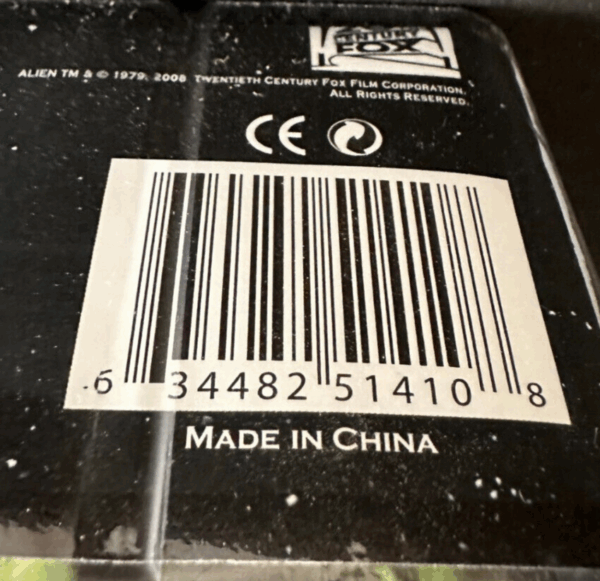 CENTURY
FOX
ALIEN TM & © 1979, 2008 TWENTIETH CENTURY FOX FILM CORPORATION.
ALL RIGHTS RESERVED.
CE
6 34482 51410 8
MADE IN CHINA